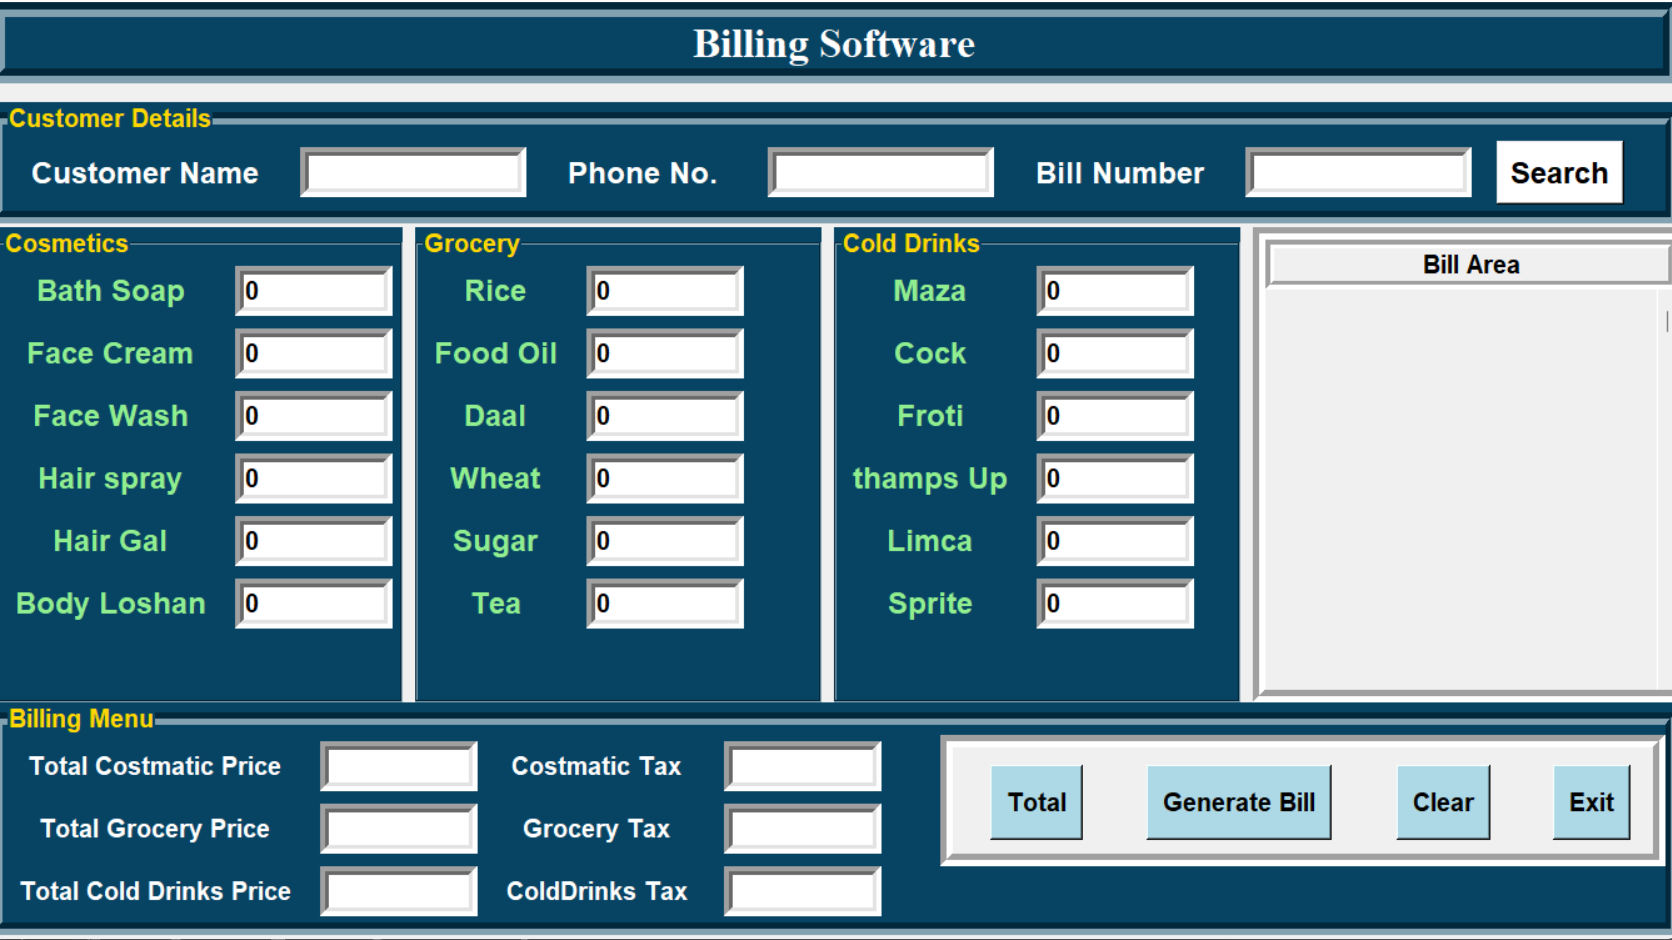 Billing Software
Customer Details
Customer Name Phone No. Bill Number Search
Cosmetics Grocery Cold Drinks Bill Area
Bath Soap 0 Rice 0 Maza 0
Face Cream 0 Food Oil 0 Cock 0
Face Wash 0 Daal 0 Froti 0
Hair spray 0 Wheat 0 thamps Up 0
Hair Gal 0 Sugar 0 Limca 0
Body Loshan 0 Tea 0 Sprite 0
Billing Menu
Total Costmatic Price Costmatic Tax
Total Generate Bill Clear Exit
Total Grocery Price Grocery Tax
Total Cold Drinks Price ColdDrinks Tax